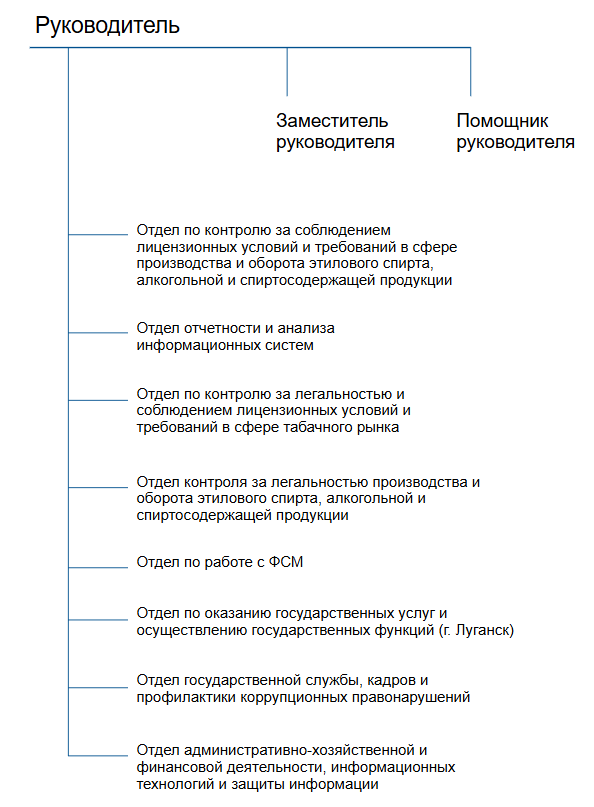 Руководитель
Заместитель
руководителя
Помощник
руководителя
Отдел по контролю за соблюдением
лицензионных условий и требований в сфере
производства и оборота этилового спирта,
алкогольной и спиртосодержащей продукции
Отдел отчетности и анализа
информационных систем
Отдел по контролю за легальностью и
соблюдением лицензионных условий и
требований в сфере табачного рынка
Отдел контроля за легальностью производства и
оборота этилового спирта, алкогольной и
спиртосодержащей продукции
Отдел по работе с ФСМ
Отдел по оказанию государственных услуг и
осуществлению государственных функций (г. Луганск)
Отдел государственной службы, кадров и
профилактики коррупционных правонарушений
Отдел административно-хозяйственной и
финансовой деятельности, информационных
технологий и защиты информации